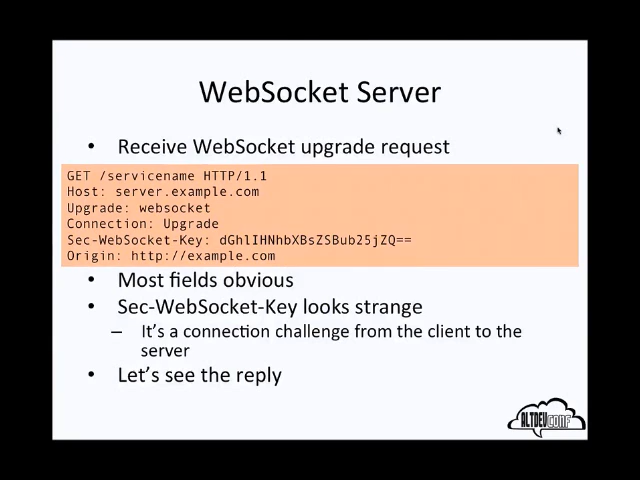 WebSocket Server
• Receive WebSocket upgrade request
GET /servicename HTTP/1.1
Host: server.example.com
Upgrade: websocket
Connection: Upgrade
Sec-WebSocket-Key: dGhlIHNhbXBsZSBub25jZQ==
Origin: http://example.com
• Most fields obvious
• Sec-WebSocket-Key looks strange
– It's a connection challenge from the client to the
server
• Let's see the reply
ALTDEVCONF